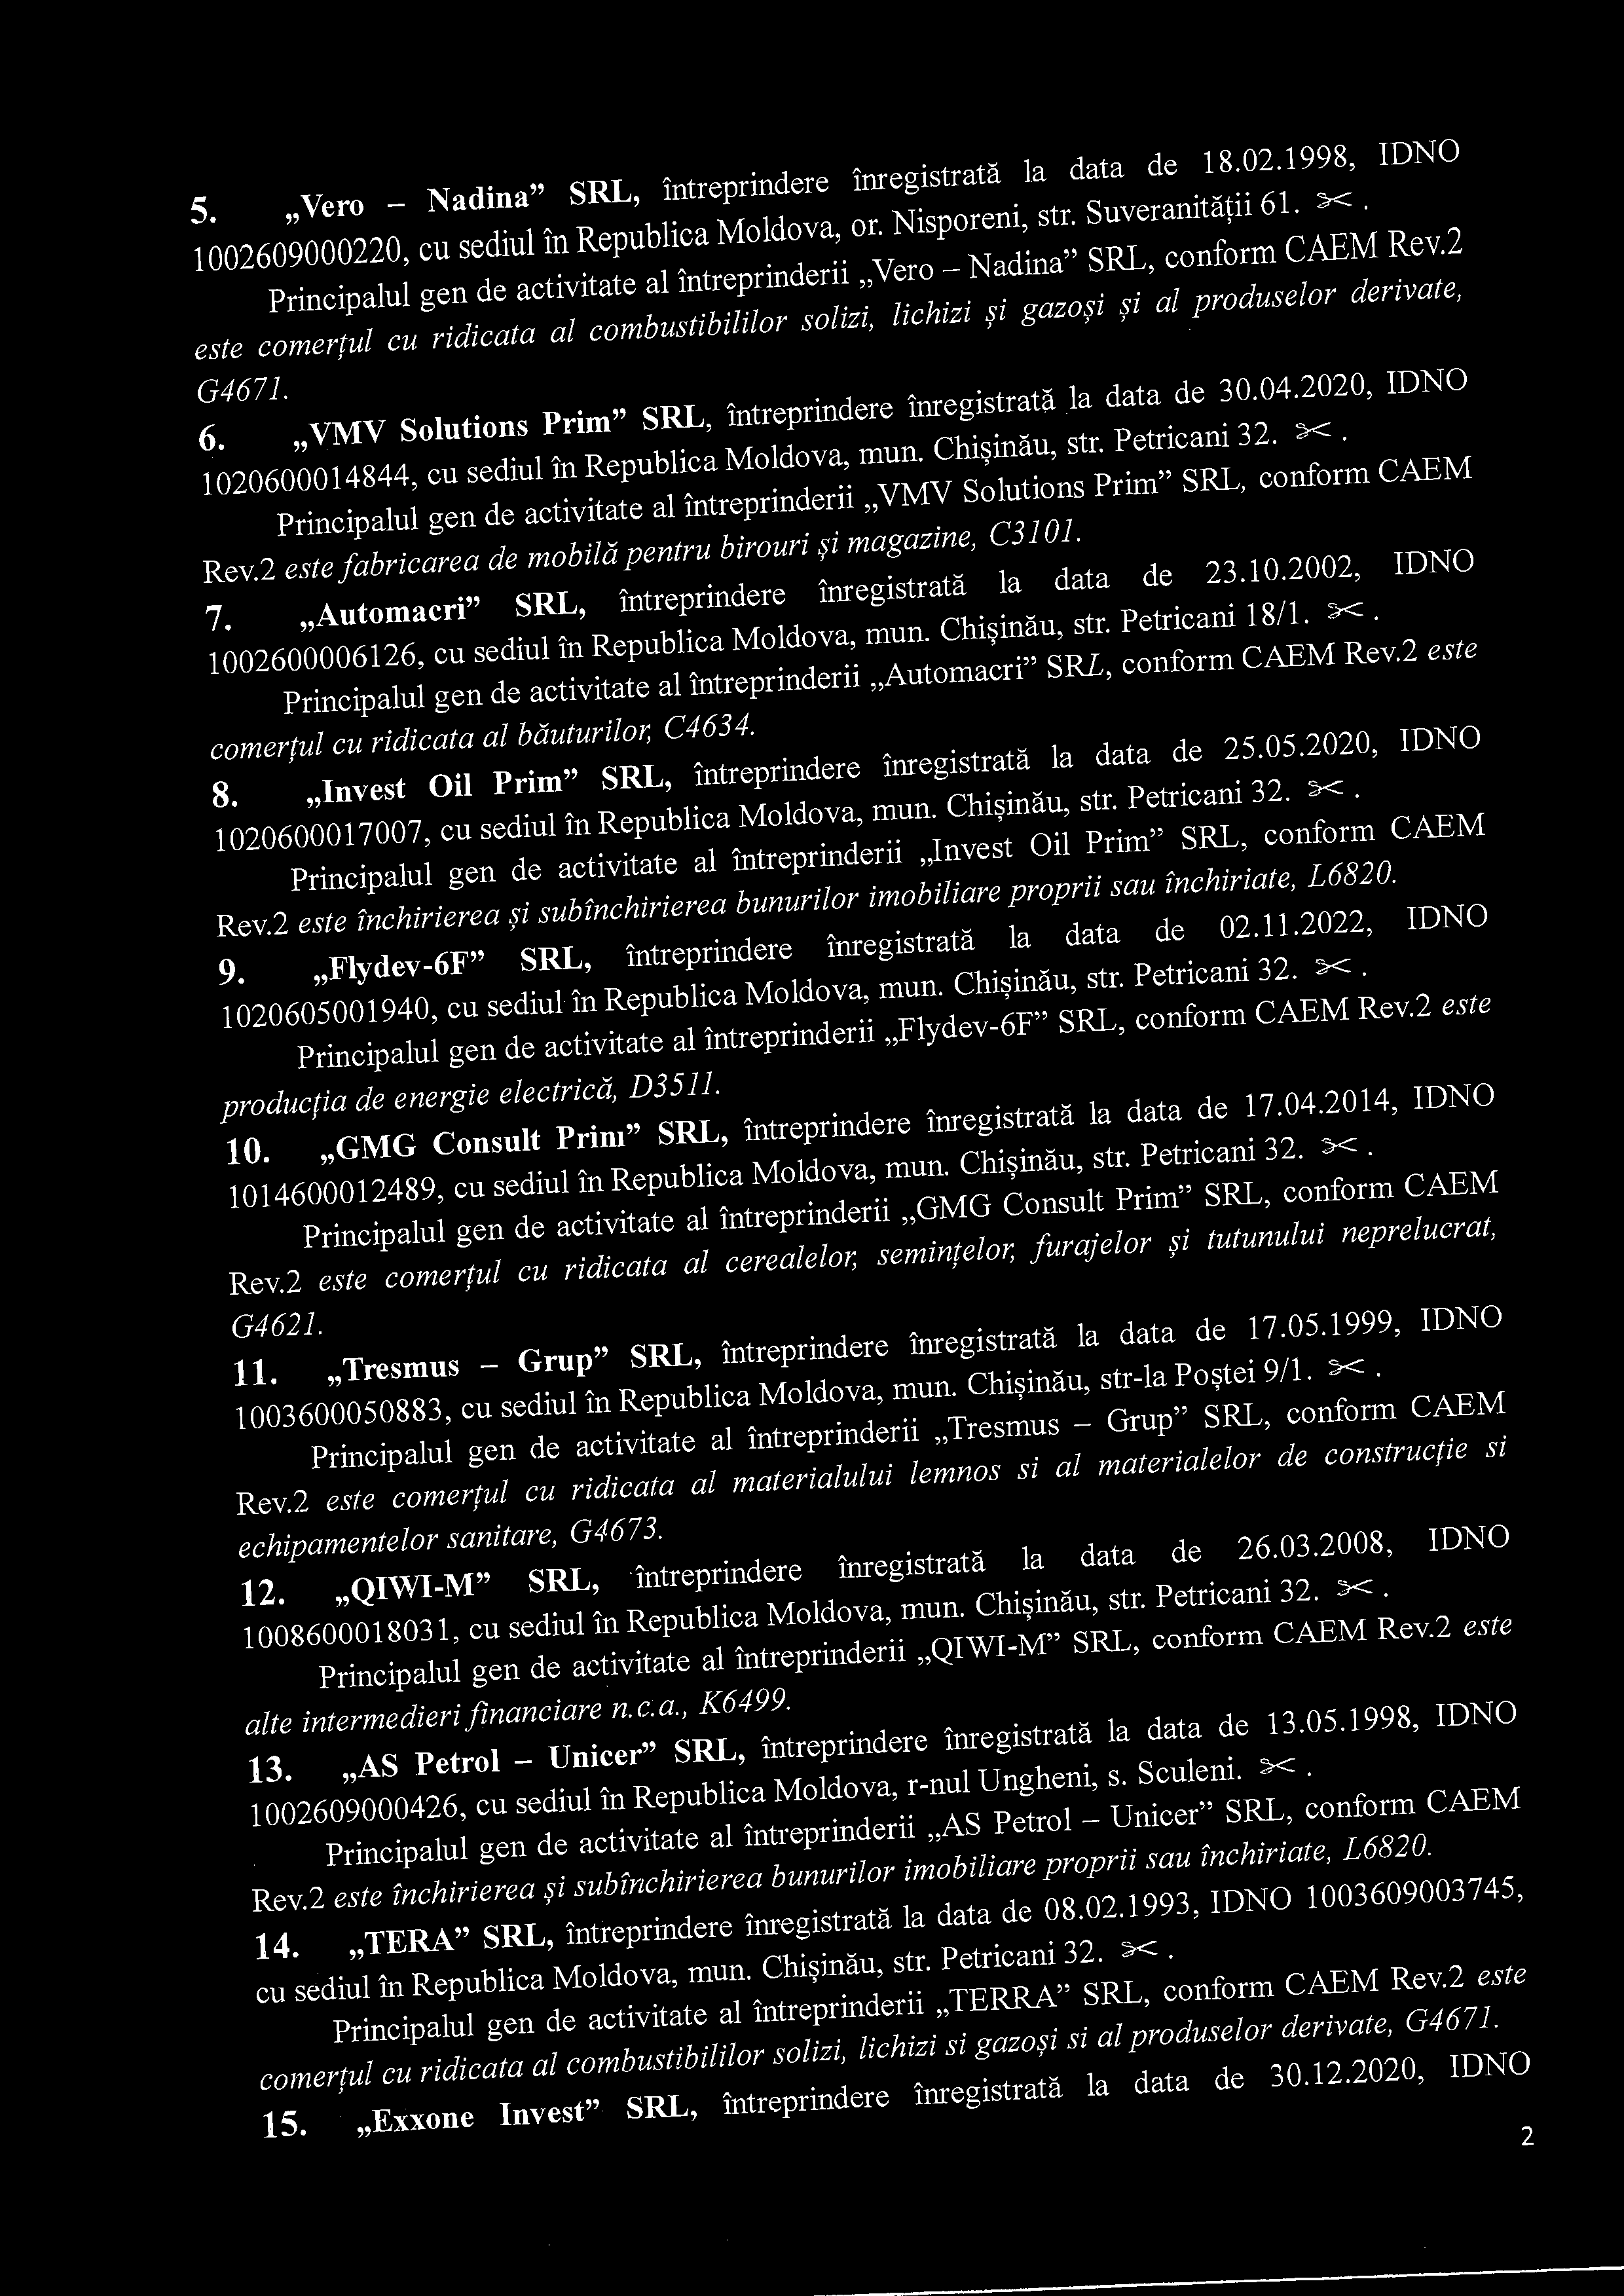 5. „Vero – Nadina” SRL, întreprindere înregistrată la data de 18.02.1998, IDNO
1002609000220, cu sediul în Republica Moldova, or. Nisporeni, str. Suveranității 61. ✂.
Principalul gen de activitate al întreprinderii „Vero – Nadina” SRL, conform CAEM Rev.2
este comerțul cu ridicata al combustibililor solizi, lichizi și gazoși și al produselor derivate,
G4671.
6. „VMV Solutions Prim” SRL, întreprindere înregistrată la data de 30.04.2020, IDNO
1020600014844, cu sediul în Republica Moldova, mun. Chișinău, str. Petricani 32. ✂.
Principalul gen de activitate al întreprinderii „VMV Solutions Prim” SRL, conform CAEM
Rev.2 este fabricarea de mobilă pentru birouri și magazine, C3101.
7. „Automacri” SRL, întreprindere înregistrată la data de 23.10.2002, IDNO
1002600006126, cu sediul în Republica Moldova, mun. Chișinău, str. Petricani 18/1. ✂.
Principalul gen de activitate al întreprinderii „Automacri” SRL, conform CAEM Rev.2 este
comerțul cu ridicata al băuturilor, C4634.
8. „Invest Oil Prim” SRL, întreprindere înregistrată la data de 25.05.2020, IDNO
1020600017007, cu sediul în Republica Moldova, mun. Chișinău, str. Petricani 32. ✂.
Principalul gen de activitate al întreprinderii „Invest Oil Prim” SRL, conform CAEM
Rev.2 este închirierea și subînchirierea bunurilor imobiliare proprii sau închiriate, L6820.
9. „Flydev-6F” SRL, întreprindere înregistrată la data de 02.11.2022, IDNO
1020605001940, cu sediul în Republica Moldova, mun. Chișinău, str. Petricani 32. ✂.
Principalul gen de activitate al întreprinderii „Flydev-6F” SRL, conform CAEM Rev.2 este
producția de energie electrică, D3511.
10. „GMG Consult Prim” SRL, întreprindere înregistrată la data de 17.04.2014, IDNO
1014600012489, cu sediul în Republica Moldova, mun. Chișinău, str. Petricani 32. ✂.
Principalul gen de activitate al întreprinderii „GMG Consult Prim” SRL, conform CAEM
Rev.2 este comerțul cu ridicata al cerealelor, semințelor, furajelor și tutunului neprelucrat,
G4621.
11. „Tresmus – Grup” SRL, întreprindere înregistrată la data de 17.05.1999, IDNO
1003600050883, cu sediul în Republica Moldova, mun. Chișinău, str-la Poștei 9/1. ✂.
Principalul gen de activitate al întreprinderii „Tresmus – Grup” SRL, conform CAEM
Rev.2 este comerțul cu ridicata al materialului lemnos si al materialelor de construcție si
echipamentelor sanitare, G4673.
12. „QIWI-M” SRL, întreprindere înregistrată la data de 26.03.2008, IDNO
1008600018031, cu sediul în Republica Moldova, mun. Chișinău, str. Petricani 32. ✂.
Principalul gen de activitate al întreprinderii „QIWI-M” SRL, conform CAEM Rev.2 este
alte intermedieri financiare n.c.a., K6499.
13. „AS Petrol – Unicer” SRL, întreprindere înregistrată la data de 13.05.1998, IDNO
1002609000426, cu sediul în Republica Moldova, r-nul Ungheni, s. Sculeni. ✂.
Principalul gen de activitate al întreprinderii „AS Petrol – Unicer” SRL, conform CAEM
Rev.2 este închirierea și subînchirierea bunurilor imobiliare proprii sau închiriate, L6820.
14. „TERA” SRL, întreprindere înregistrată la data de 08.02.1993, IDNO 1003609003745,
cu sediul în Republica Moldova, mun. Chișinău, str. Petricani 32. ✂.
Principalul gen de activitate al întreprinderii „TERRA” SRL, conform CAEM Rev.2 este
comerțul cu ridicata al combustibililor solizi, lichizi si gazoși si al produselor derivate, G4671.
15. „Exxone Invest” SRL, întreprindere înregistrată la data de 30.12.2020, IDNO
2